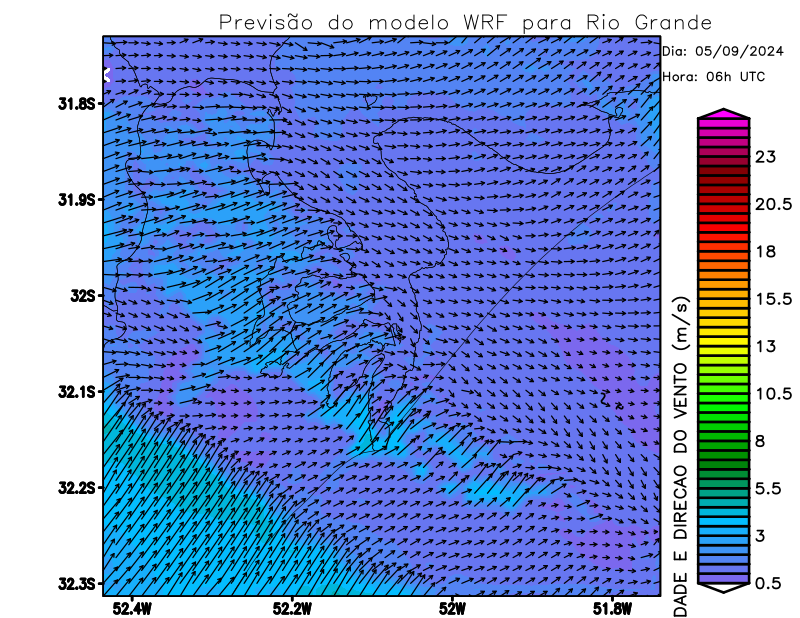 Previsão do modelo WRF para Rio Grande
Dia: 05/09/2024
Hora: 06h UTC
31.8S
31.9S
32S
32.1S
32.2S
32.3S
52.4W
52.2W
52W
51.8W
23
20.5
18
15.5
13
10.5
8
5.5
3
0.5
DADE E DIRECAO DO VENTO (m/s)